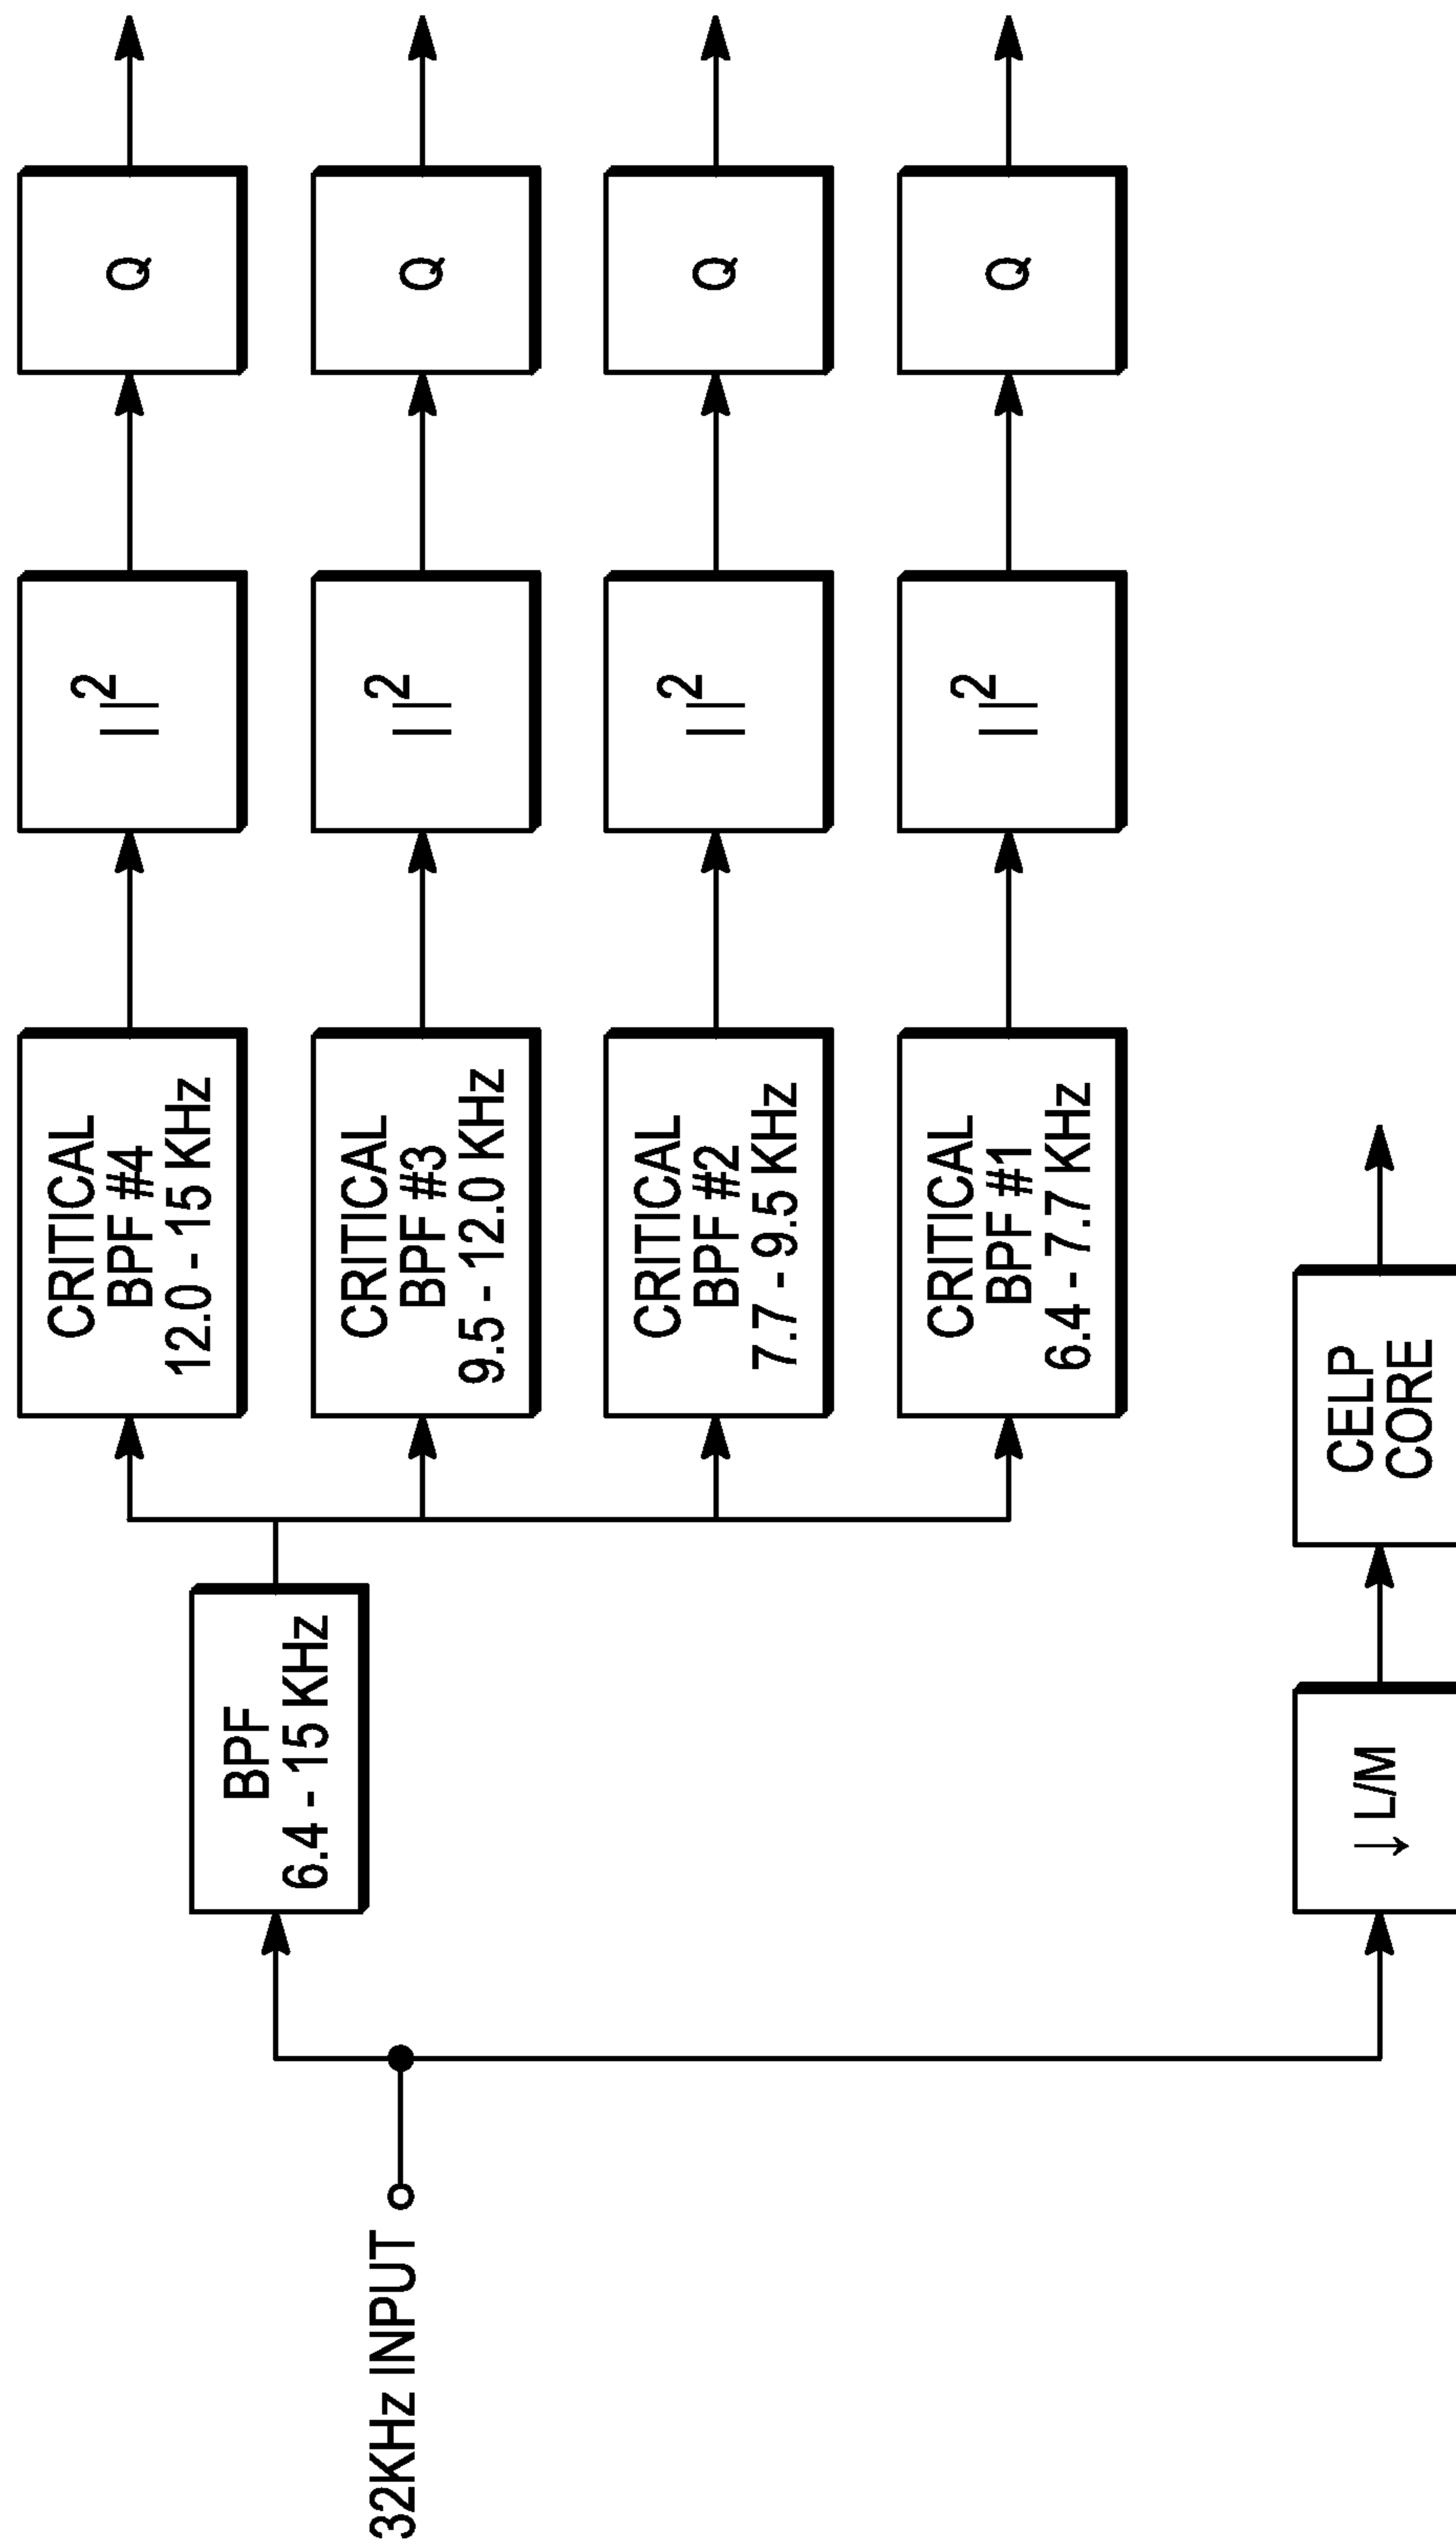 32KHz INPUT
BPF
6.4 - 15 KHz
CRITICAL
BPF #4
12.0 - 15 KHz
| |2
Q
CRITICAL
BPF #3
9.5 - 12.0 KHz
| |2
Q
CRITICAL
BPF #2
7.7 - 9.5 KHz
| |2
Q
CRITICAL
BPF #1
6.4 - 7.7 KHz
| |2
Q
↓ L/M
CELP
CORE